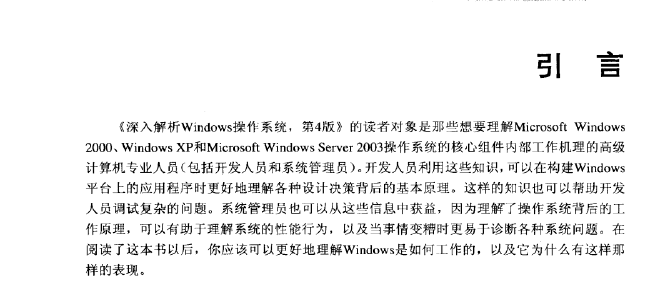 引 言
《深入解析Windows操作系统，第4版》的读者对象是那些想要理解Microsoft Windows
2000、Windows XP和Microsoft Windows Server 2003操作系统的核心组件内部工作机理的高级
计算机专业人员（包括开发人员和系统管理员）。开发人员利用这些知识，可以在构建Windows
平台上的应用程序时更好地理解各种设计决策背后的基本原理。这样的知识也可以帮助开发
人员调试复杂的问题。系统管理员也可以从这些信息中获益，因为理解了操作系统背后的工
作原理，可以有助于理解系统的性能行为，以及当事情变糟时更易于诊断各种系统问题。在
阅读了这本书以后，你应该可以更好地理解Windows是如何工作的，以及它为什么有这样那
样的表现。